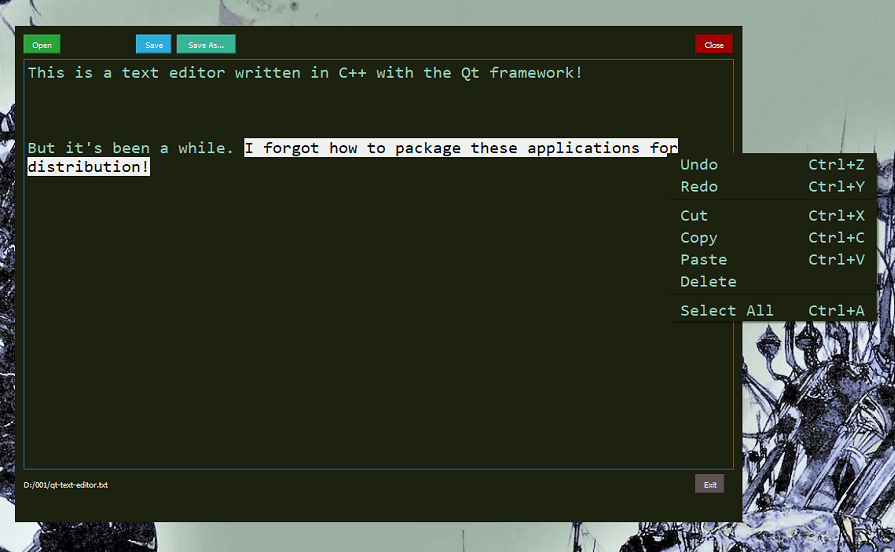 Open Save Save As... Close
This is a text editor written in C++ with the Qt framework!
But it's been a while. I forgot how to package these applications for
distribution!
Undo Ctrl+Z
Redo Ctrl+Y
Cut Ctrl+X
Copy Ctrl+C
Paste Ctrl+V
Delete
Select All Ctrl+A
D:/001/qt-text-editor.txt Exit